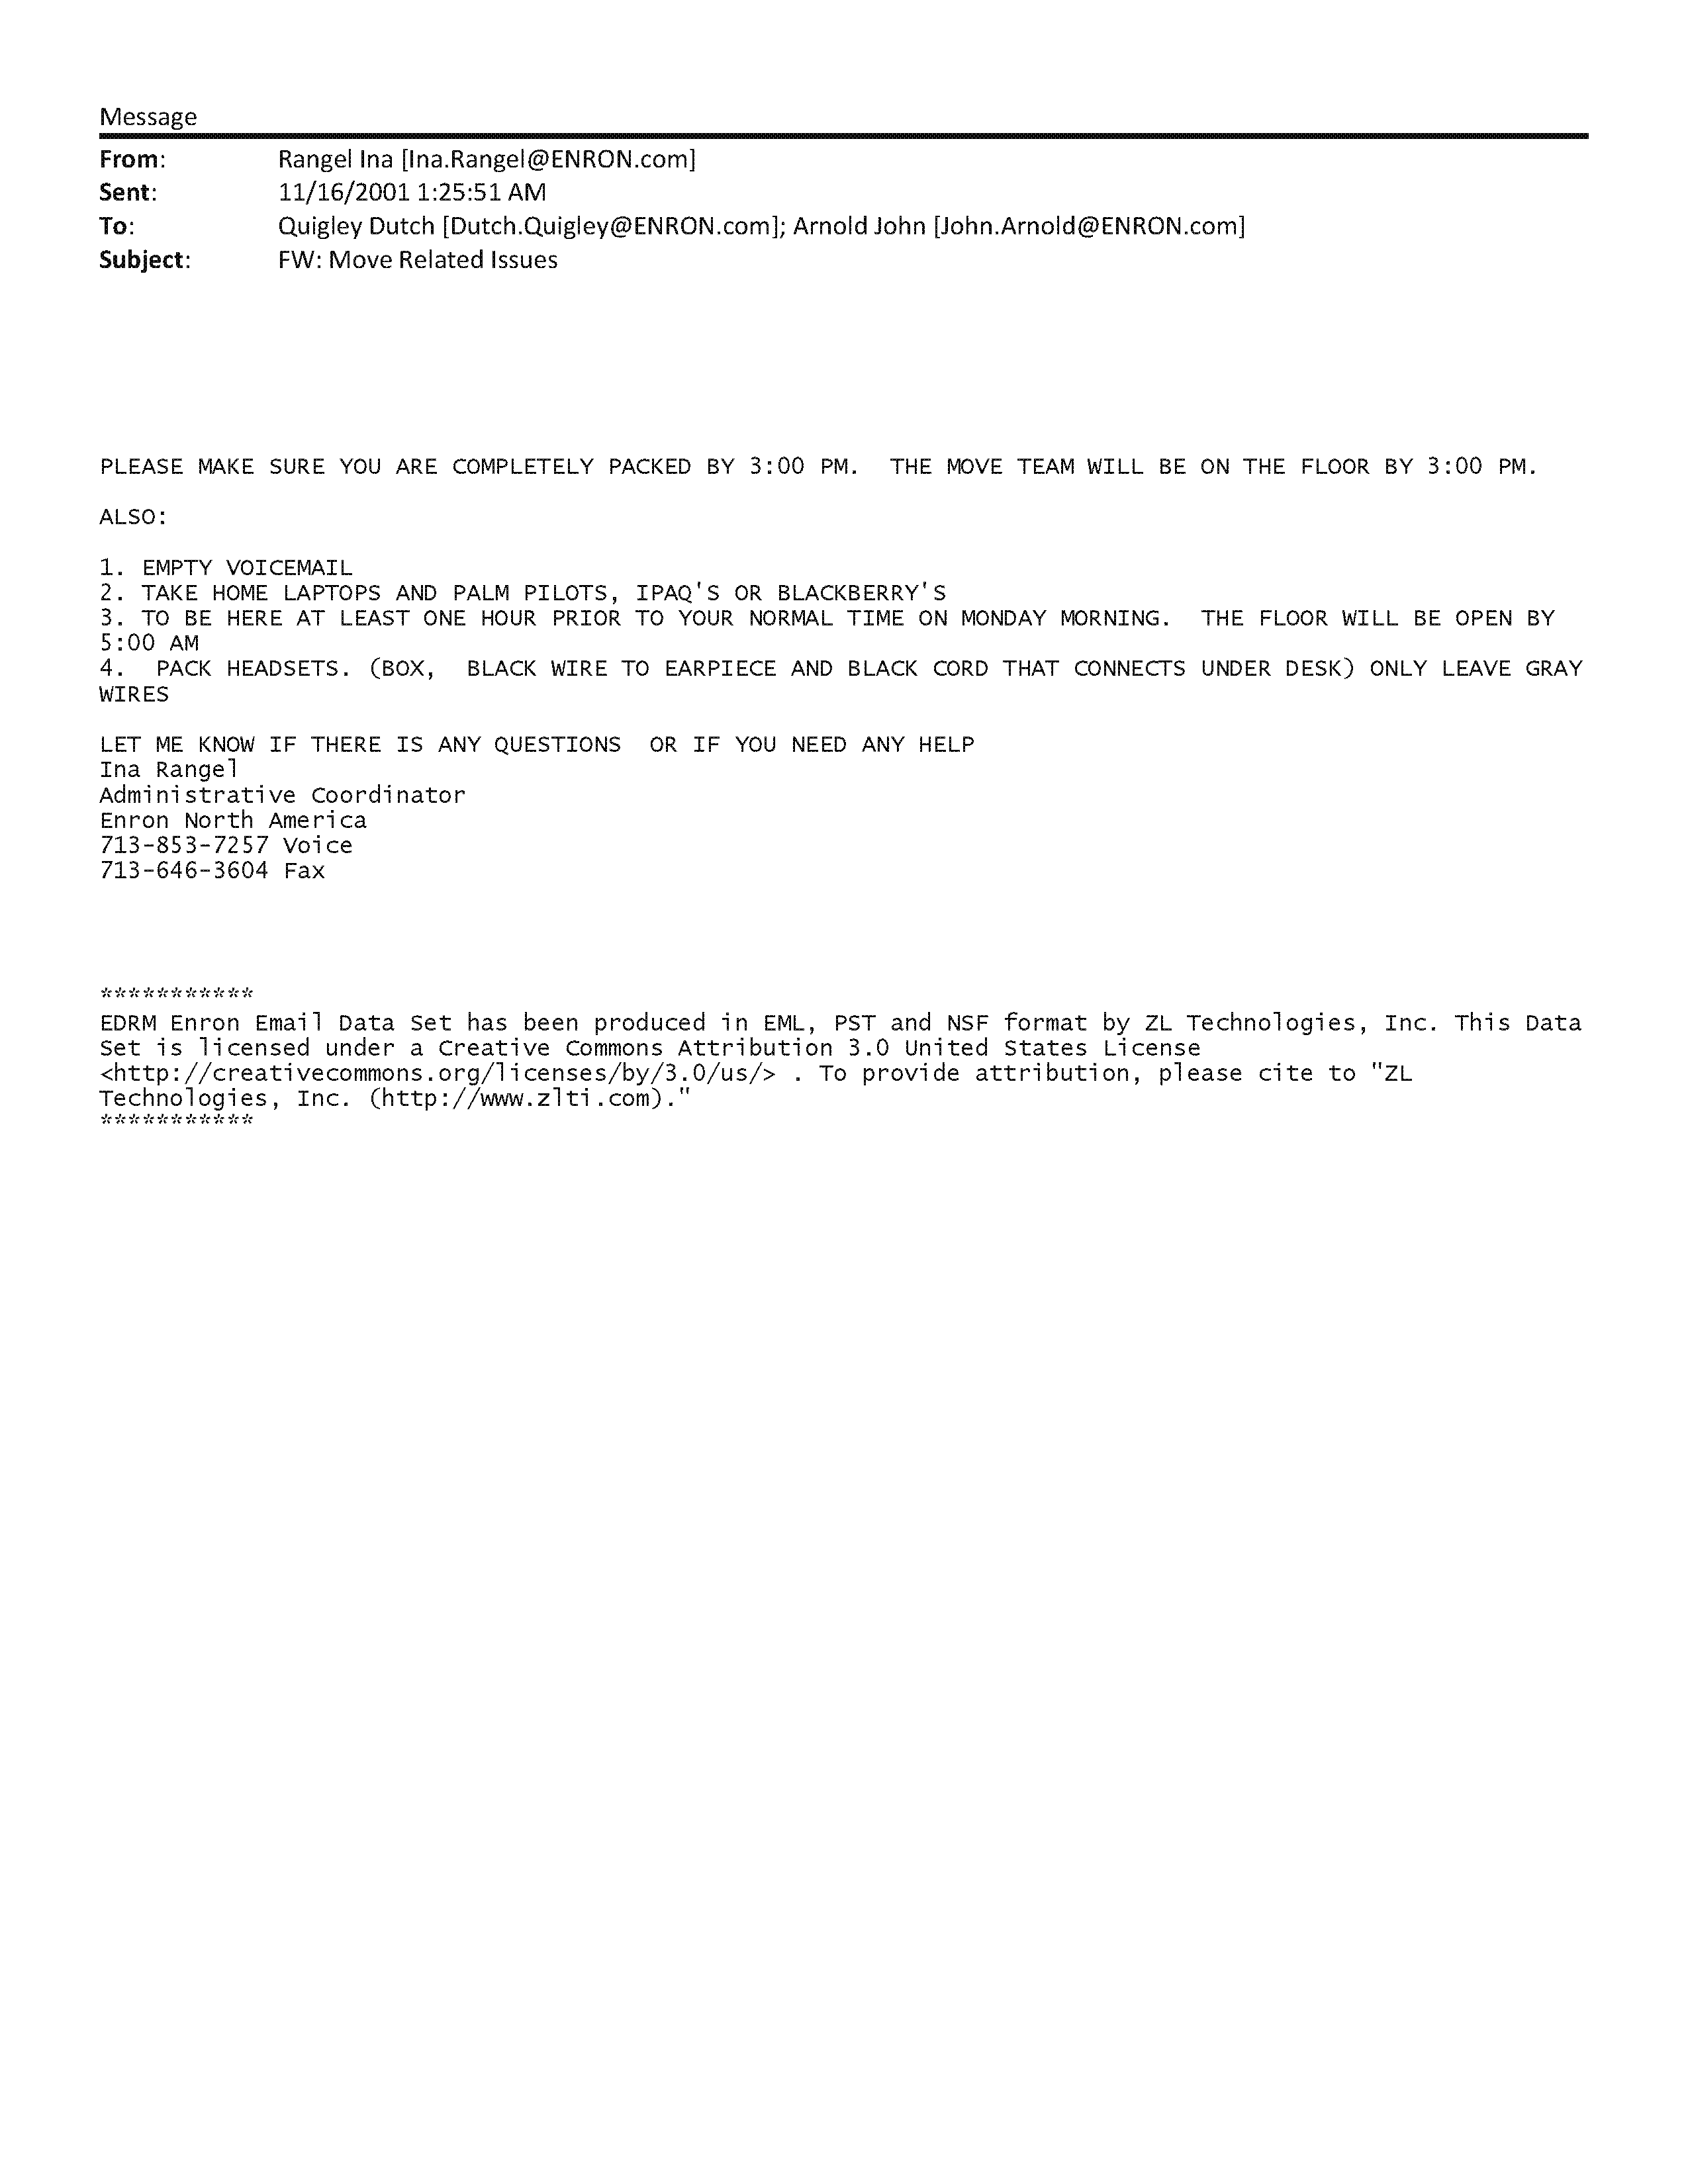 Message
From: Rangel Ina [Ina.Rangel@ENRON.com]
Sent: 11/16/2001 1:25:51 AM
To: Quigley Dutch [Dutch.Quigley@ENRON.com]; Arnold John [John.Arnold@ENRON.com]
Subject: FW: Move Related Issues
PLEASE MAKE SURE YOU ARE COMPLETELY PACKED BY 3:00 PM.  THE MOVE TEAM WILL BE ON THE FLOOR BY 3:00 PM.
ALSO:
1. EMPTY VOICEMAIL
2. TAKE HOME LAPTOPS AND PALM PILOTS, IPAQ'S OR BLACKBERRY'S
3. TO BE HERE AT LEAST ONE HOUR PRIOR TO YOUR NORMAL TIME ON MONDAY MORNING.  THE FLOOR WILL BE OPEN BY
5:00 AM
4.  PACK HEADSETS. (BOX,  BLACK WIRE TO EARPIECE AND BLACK CORD THAT CONNECTS UNDER DESK) ONLY LEAVE GRAY
WIRES
LET ME KNOW IF THERE IS ANY QUESTIONS  OR IF YOU NEED ANY HELP
Ina Rangel
Administrative Coordinator
Enron North America
713-853-7257 Voice
713-646-3604 Fax
***********
EDRM Enron Email Data Set has been produced in EML, PST and NSF format by ZL Technologies, Inc. This Data
Set is licensed under a Creative Commons Attribution 3.0 United States License
<http://creativecommons.org/licenses/by/3.0/us/> . To provide attribution, please cite to "ZL
Technologies, Inc. (http://www.zlti.com)."
***********